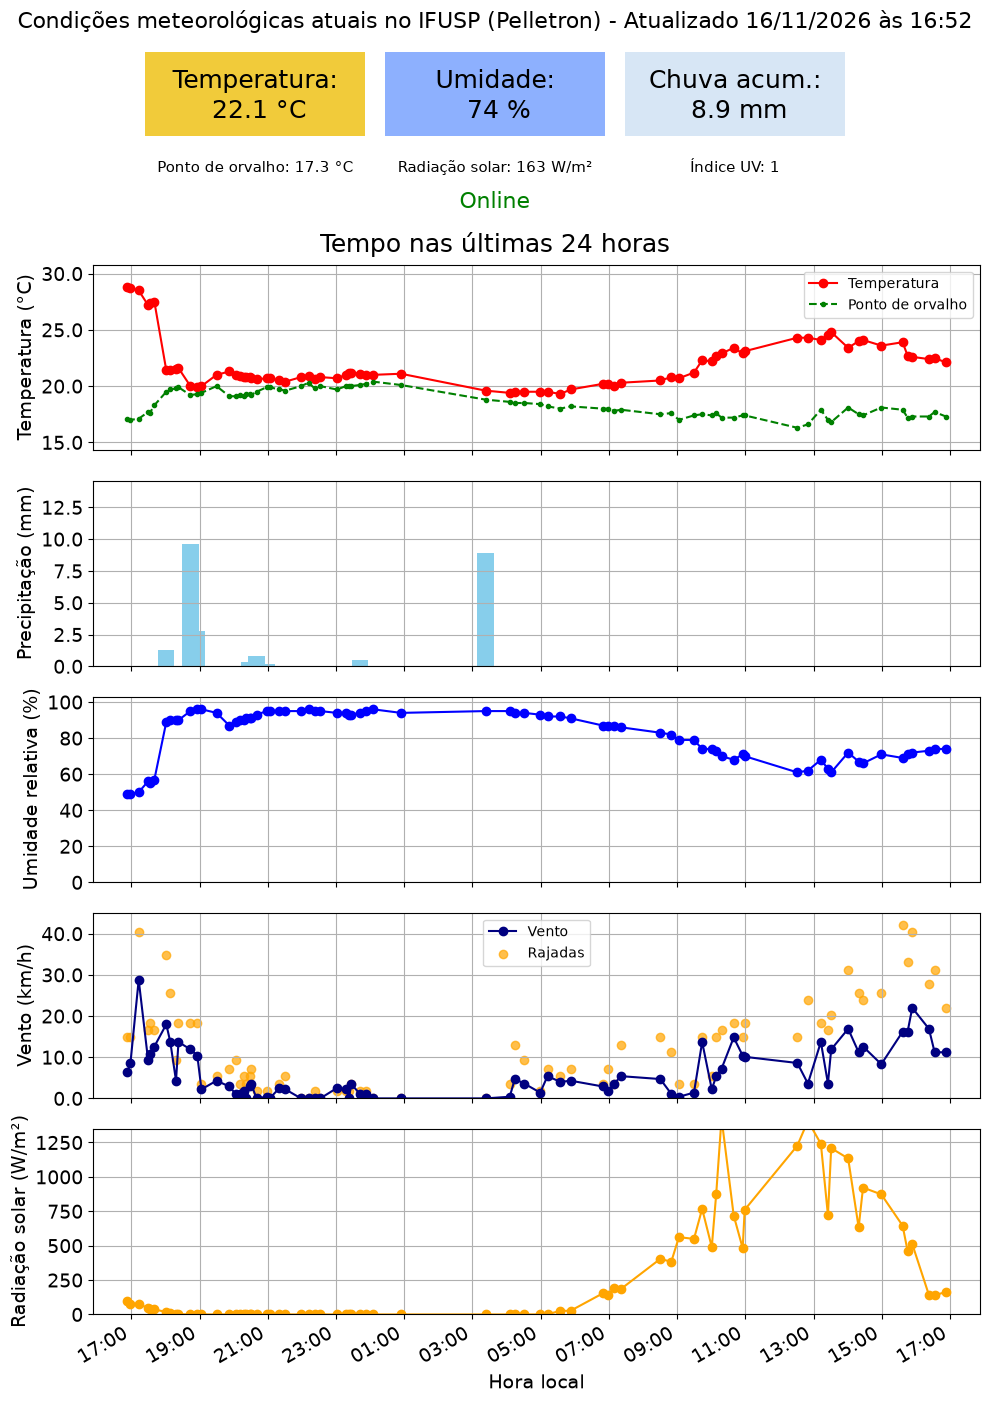 Condições meteorológicas atuais no IFUSP (Pelletron) - Atualizado 16/11/2026 às 16:52
Temperatura:
22.1 °C
Umidade:
74 %
Chuva acum.:
8.9 mm
Ponto de orvalho: 17.3 °C
Radiação solar: 163 W/m²
Índice UV: 1
Online
Tempo nas últimas 24 horas
Temperatura (°C)
30.0
25.0
20.0
15.0
Temperatura
Ponto de orvalho
Precipitação (mm)
12.5
10.0
7.5
5.0
2.5
0.0
Umidade relativa (%)
100
80
60
40
20
0
Vento (km/h)
40.0
30.0
20.0
10.0
0.0
Vento
Rajadas
Radiação solar (W/m²)
1250
1000
750
500
250
0
17:00
19:00
21:00
23:00
01:00
03:00
05:00
07:00
09:00
11:00
13:00
15:00
17:00
Hora local